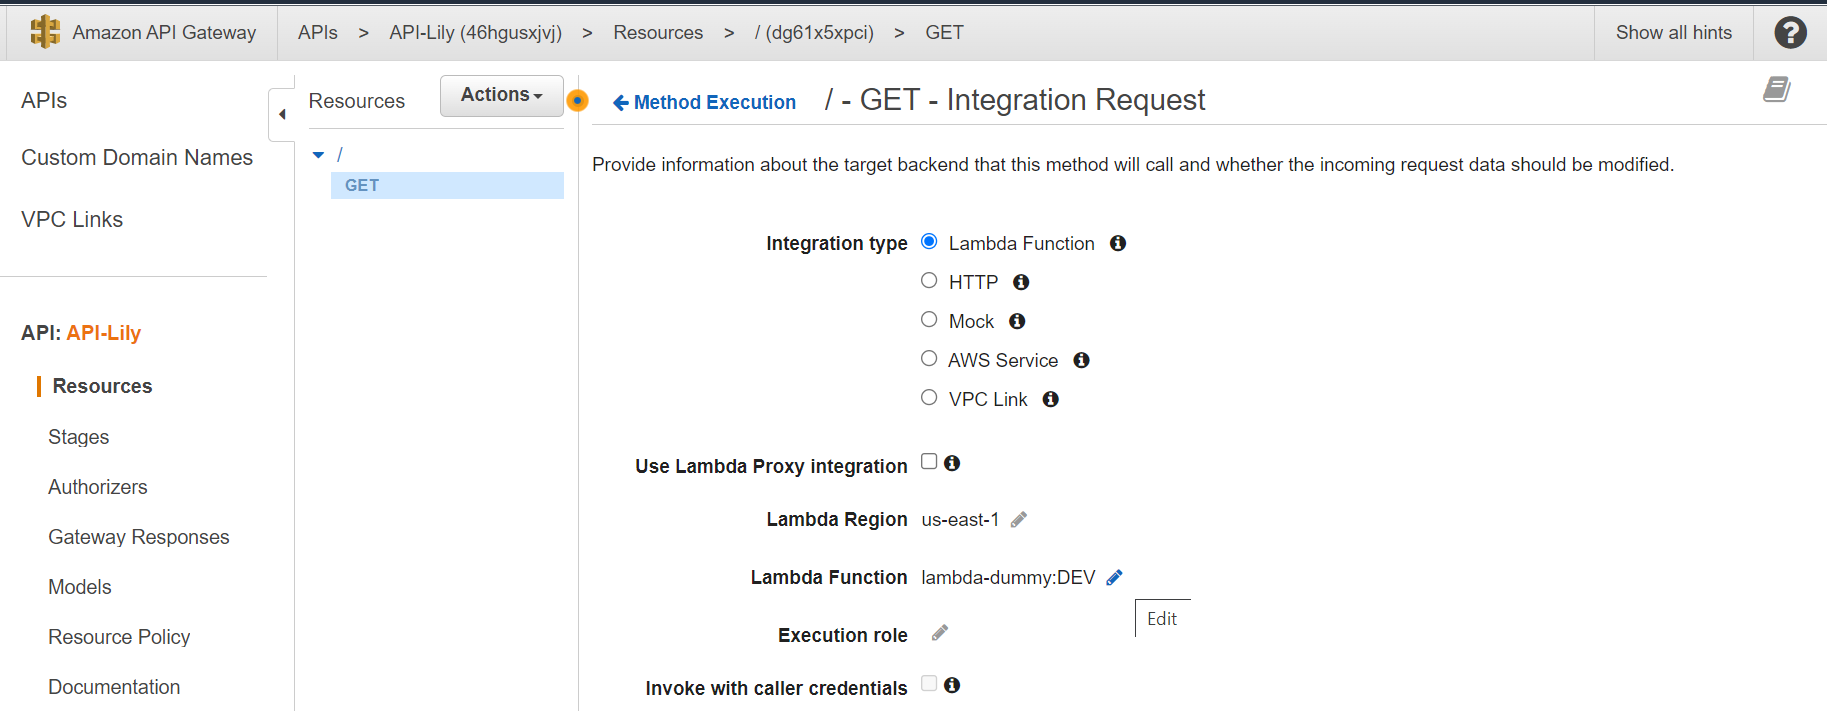 Amazon API Gateway APIs > API-Lily (46hgusxjvj) > Resources > / (dg61x5xpci) > GET Show all hints
APIs
Custom Domain Names
VPC Links
API: API-Lily
Resources
Stages
Authorizers
Gateway Responses
Models
Resource Policy
Documentation
Resources Actions
/
GET
Method Execution / - GET - Integration Request
Provide information about the target backend that this method will call and whether the incoming request data should be modified.
Integration type Lambda Function
HTTP
Mock
AWS Service
VPC Link
Use Lambda Proxy integration
Lambda Region us-east-1
Lambda Function lambda-dummy:DEV
Edit
Execution role
Invoke with caller credentials